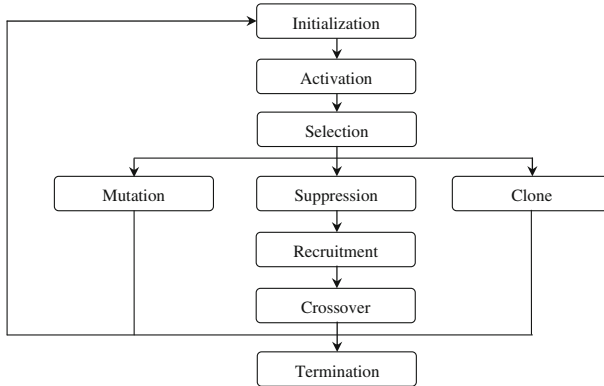 Initialization
Activation
Selection
Mutation
Suppression
Clone
Recruitment
Crossover
Termination